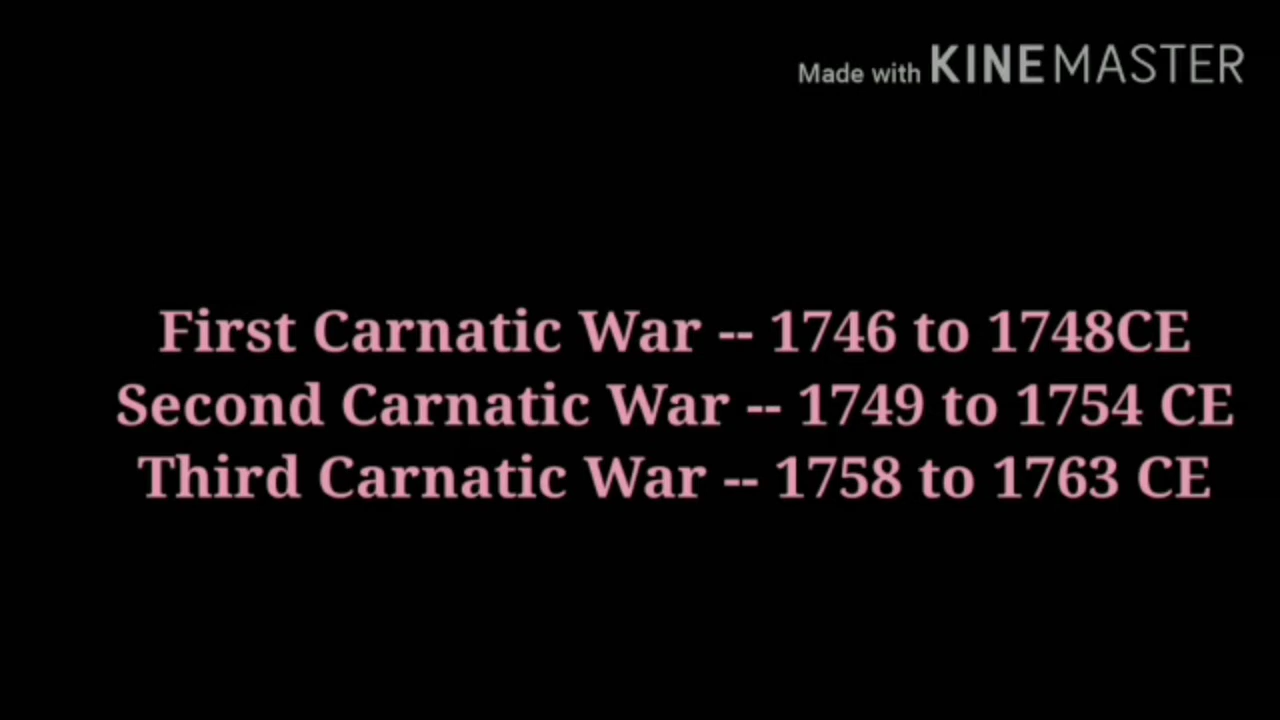 Made with KINEMASTER
First Carnatic War -- 1746 to 1748CE
Second Carnatic War -- 1749 to 1754 CE
Third Carnatic War -- 1758 to 1763 CE